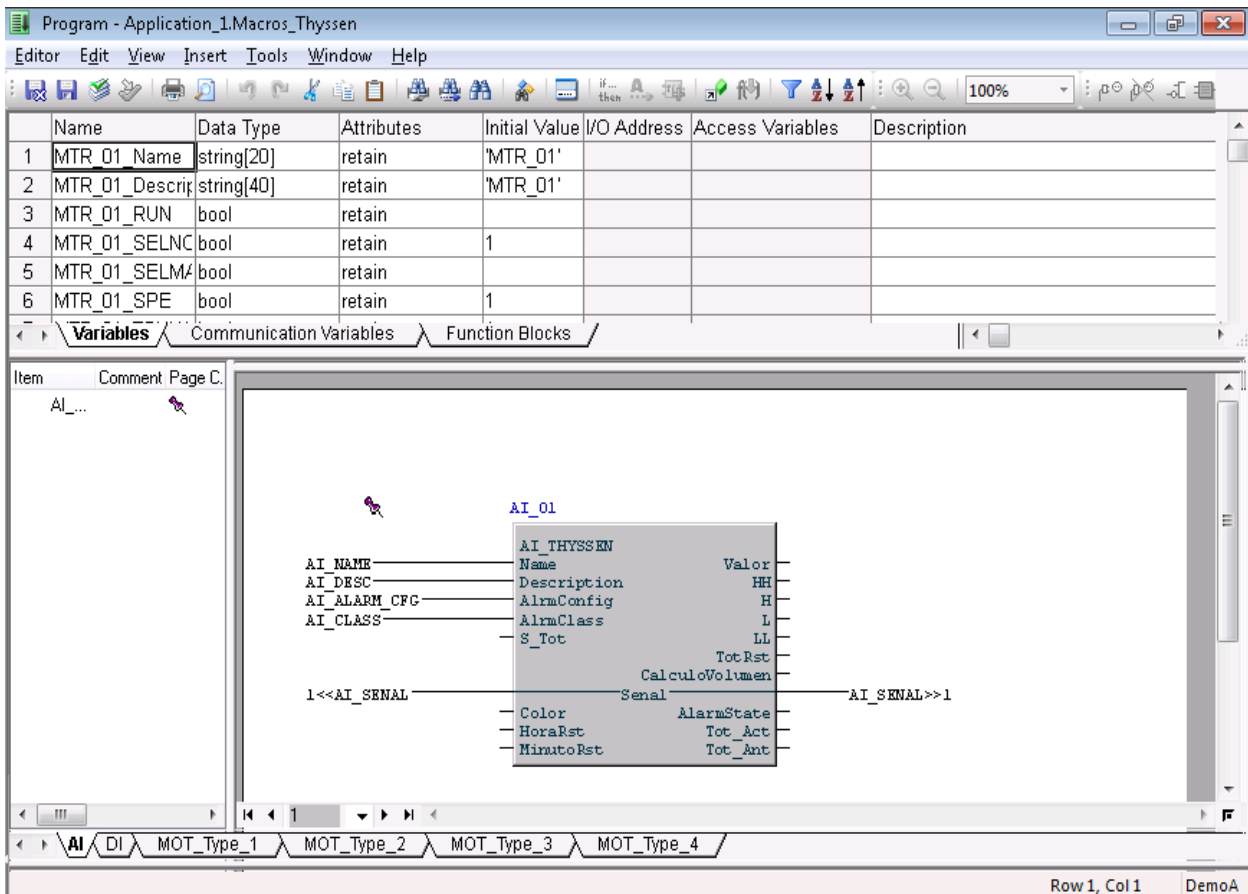 Program - Application_1.Macros_Thyssen
Editor Edit View Insert Tools Window Help
if... then 100%
Name Data Type Attributes Initial Value I/O Address Access Variables Description
1 MTR_01_Name string[20] retain 'MTR_01'
2 MTR_01_Descrip string[40] retain 'MTR_01'
3 MTR_01_RUN bool retain
4 MTR_01_SELNO bool retain 1
5 MTR_01_SELMA bool retain
6 MTR_01_SPE bool retain 1
Variables Communication Variables Function Blocks
Item Comment Page C.
AI_...
AI_01
AI_THYSSEN
AI_NAME Name Valor
AI_DESC Description HH
AI_ALARM_CFG AlrmConfig H
AI_CLASS AlrmClass L
S_Tot LL
TotRst
CalculoVolumen
1<<AI_SENAL Senal AI_SENAL>>1
Color AlarmState
HoraRst Tot_Act
MinutoRst Tot_Ant
1
AI DI MOT_Type_1 MOT_Type_2 MOT_Type_3 MOT_Type_4
Row 1, Col 1 DemoA